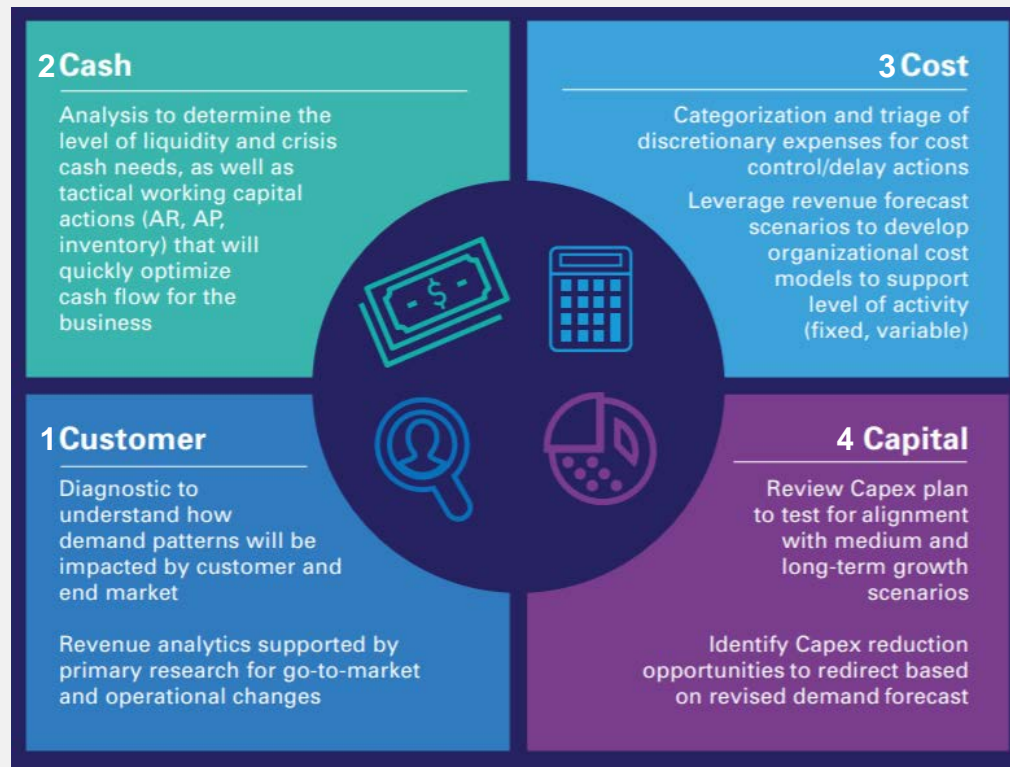 2 Cash
Analysis to determine the
level of liquidity and crisis
cash needs, as well as
tactical working capital
actions (AR, AP,
inventory) that will
quickly optimize
cash flow for the
business
3 Cost
Categorization and triage of
discretionary expenses for cost
control/delay actions
Leverage revenue forecast
scenarios to develop
organizational cost
models to support
level of activity
(fixed, variable)
$
1 Customer
Diagnostic to
understand how
demand patterns will be
impacted by customer and
end market
Revenue analytics supported by
primary research for go-to-market
and operational changes
4 Capital
Review Capex plan
to test for alignment
with medium and
long-term growth
scenarios
Identify Capex reduction
opportunities to redirect based
on revised demand forecast